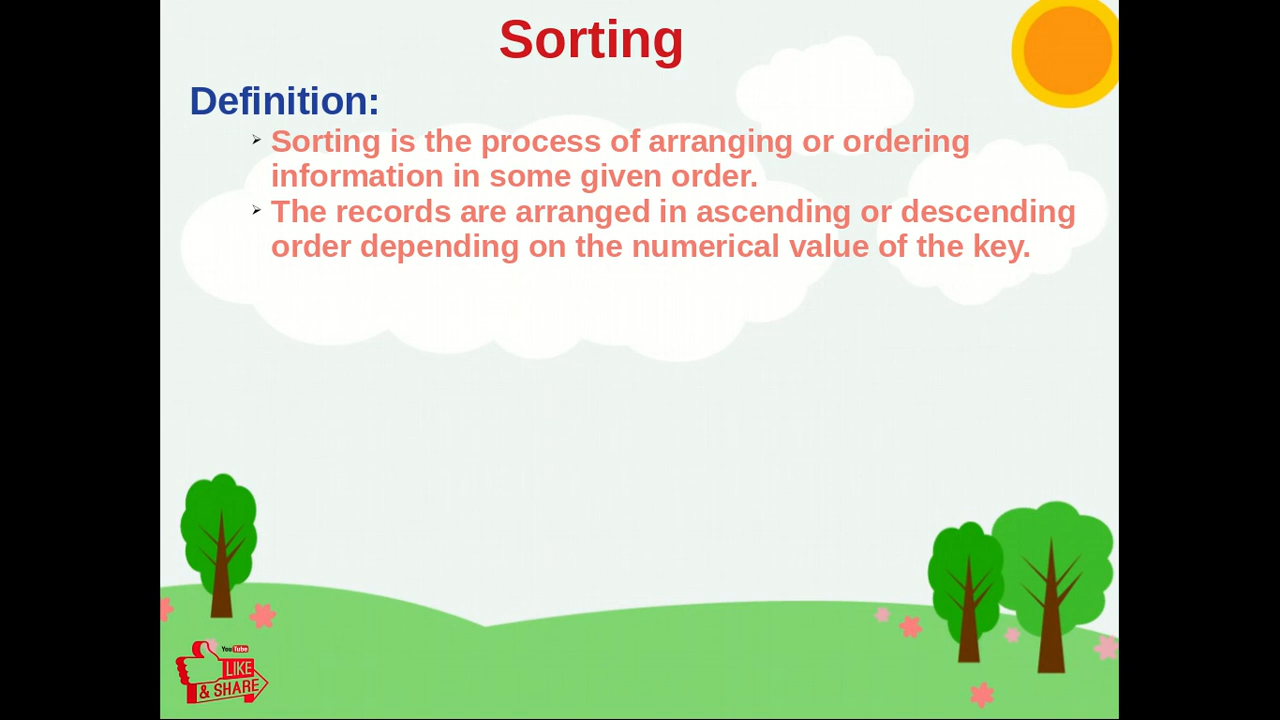 Sorting
Definition:
➢ Sorting is the process of arranging or ordering
information in some given order.
➢ The records are arranged in ascending or descending
order depending on the numerical value of the key.
YouTube
LIKE
& SHARE